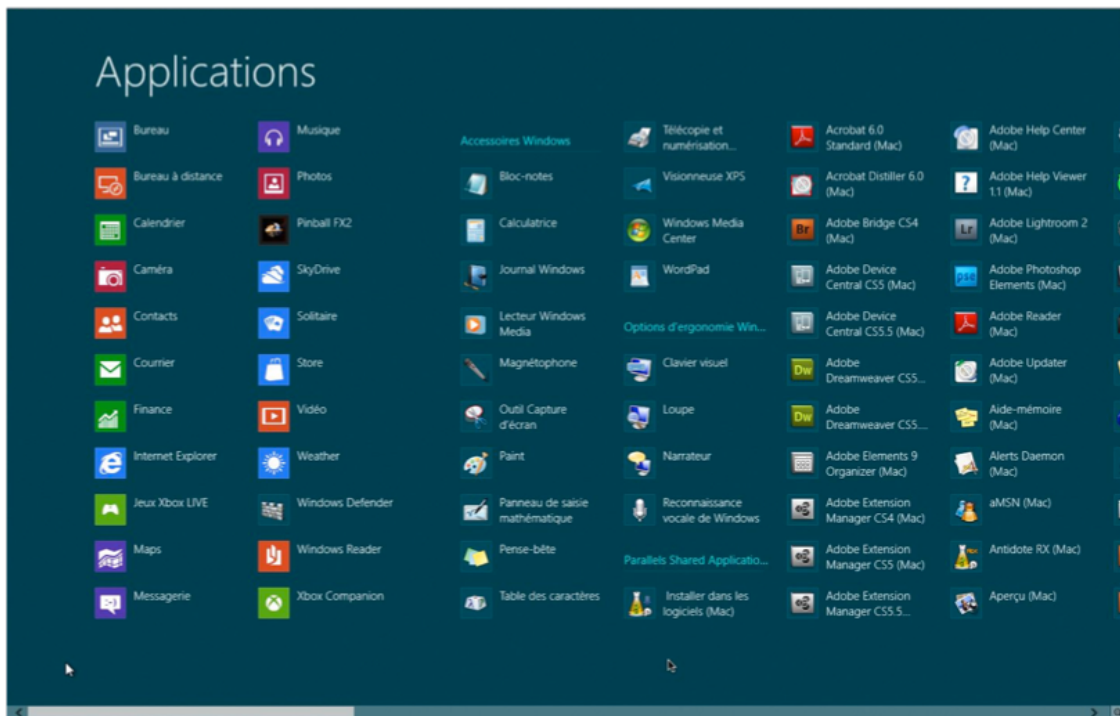 Applications
Bureau
Bureau à distance
Calendrier
Caméra
Contacts
Courrier
Finance
Internet Explorer
Jeux Xbox LIVE
Maps
Messagerie
Musique
Photos
Pinball FX2
SkyDrive
Solitaire
Store
Vidéo
Weather
Windows Defender
Windows Reader
Xbox Companion
Accessoires Windows
Bloc-notes
Calculatrice
Journal Windows
Lecteur Windows
Media
Magnétophone
Outil Capture
d'écran
Paint
Panneau de saisie
mathématique
Pense-bête
Table des caractères
Télécopie et
numérisation...
Visionneuse XPS
Windows Media
Center
WordPad
Options d'ergonomie Win...
Clavier visuel
Loupe
Narrateur
Reconnaissance
vocale de Windows
Parallels Shared Applicatio...
Installer dans les
logiciels (Mac)
Acrobat 6.0
Standard (Mac)
Acrobat Distiller 6.0
(Mac)
Br
Adobe Bridge CS4
(Mac)
Adobe Device
Central CS5 (Mac)
Adobe Device
Central CS5.5 (Mac)
Dw
Adobe
Dreamweaver CS5...
Dw
Adobe
Dreamweaver CS5....
Adobe Elements 9
Organizer (Mac)
Adobe Extension
Manager CS4 (Mac)
Adobe Extension
Manager CS5 (Mac)
Adobe Extension
Manager CS5.5...
Adobe Help Center
(Mac)
?
Adobe Help Viewer
1.1 (Mac)
Lr
Adobe Lightroom 2
(Mac)
pse
Adobe Photoshop
Elements (Mac)
Adobe Reader
(Mac)
Adobe Updater
(Mac)
Aide-mémoire
(Mac)
Alerts Daemon
(Mac)
aMSN (Mac)
Antidote RX (Mac)
Aperçu (Mac)